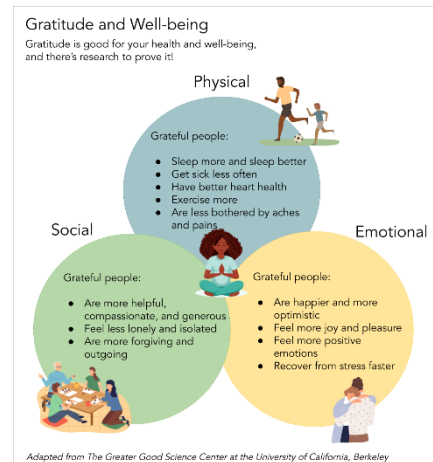 Gratitude and Well-being
Gratitude is good for your health and well-being,
and there's research to prove it!
Physical
Grateful people:
● Sleep more and sleep better
● Get sick less often
● Have better heart health
● Exercise more
● Are less bothered by aches
and pains
Social
Grateful people:
● Are more helpful,
compassionate, and generous
● Feel less lonely and isolated
● Are more forgiving and
outgoing
Emotional
Grateful people:
● Are happier and more
optimistic
● Feel more joy and pleasure
● Feel more positive
emotions
● Recover from stress faster
Adapted from The Greater Good Science Center at the University of California, Berkeley